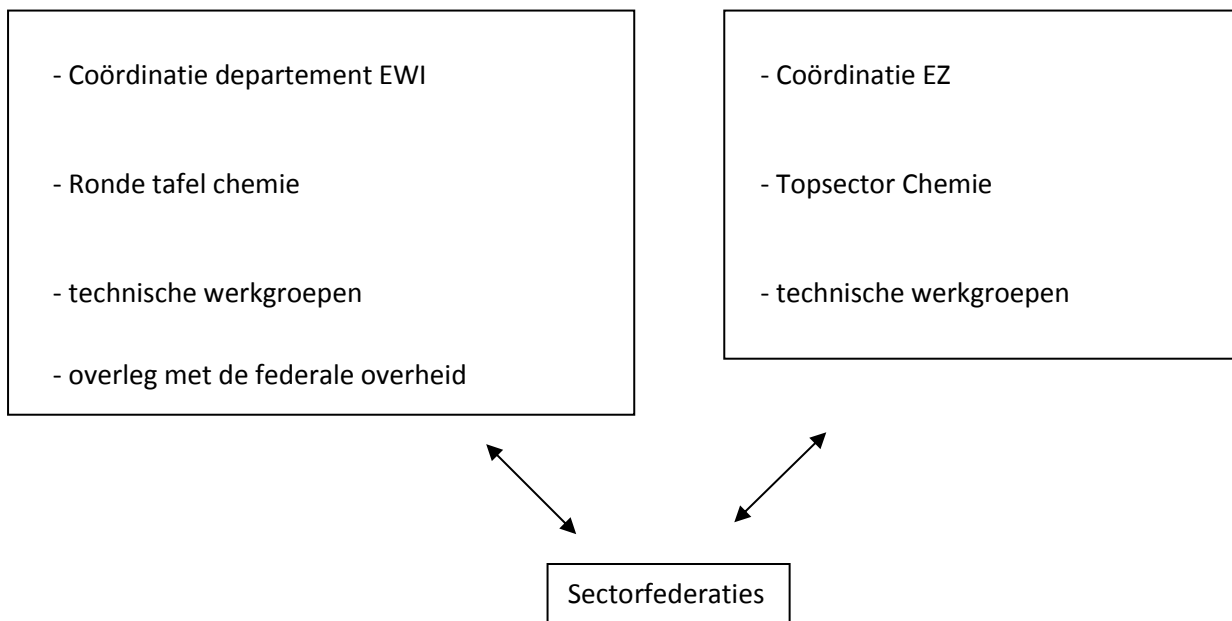 - Coördinatie departement EWI
- Ronde tafel chemie
- technische werkgroepen
- overleg met de federale overheid
- Coördinatie EZ
- Topsector Chemie
- technische werkgroepen
Sectorfederaties